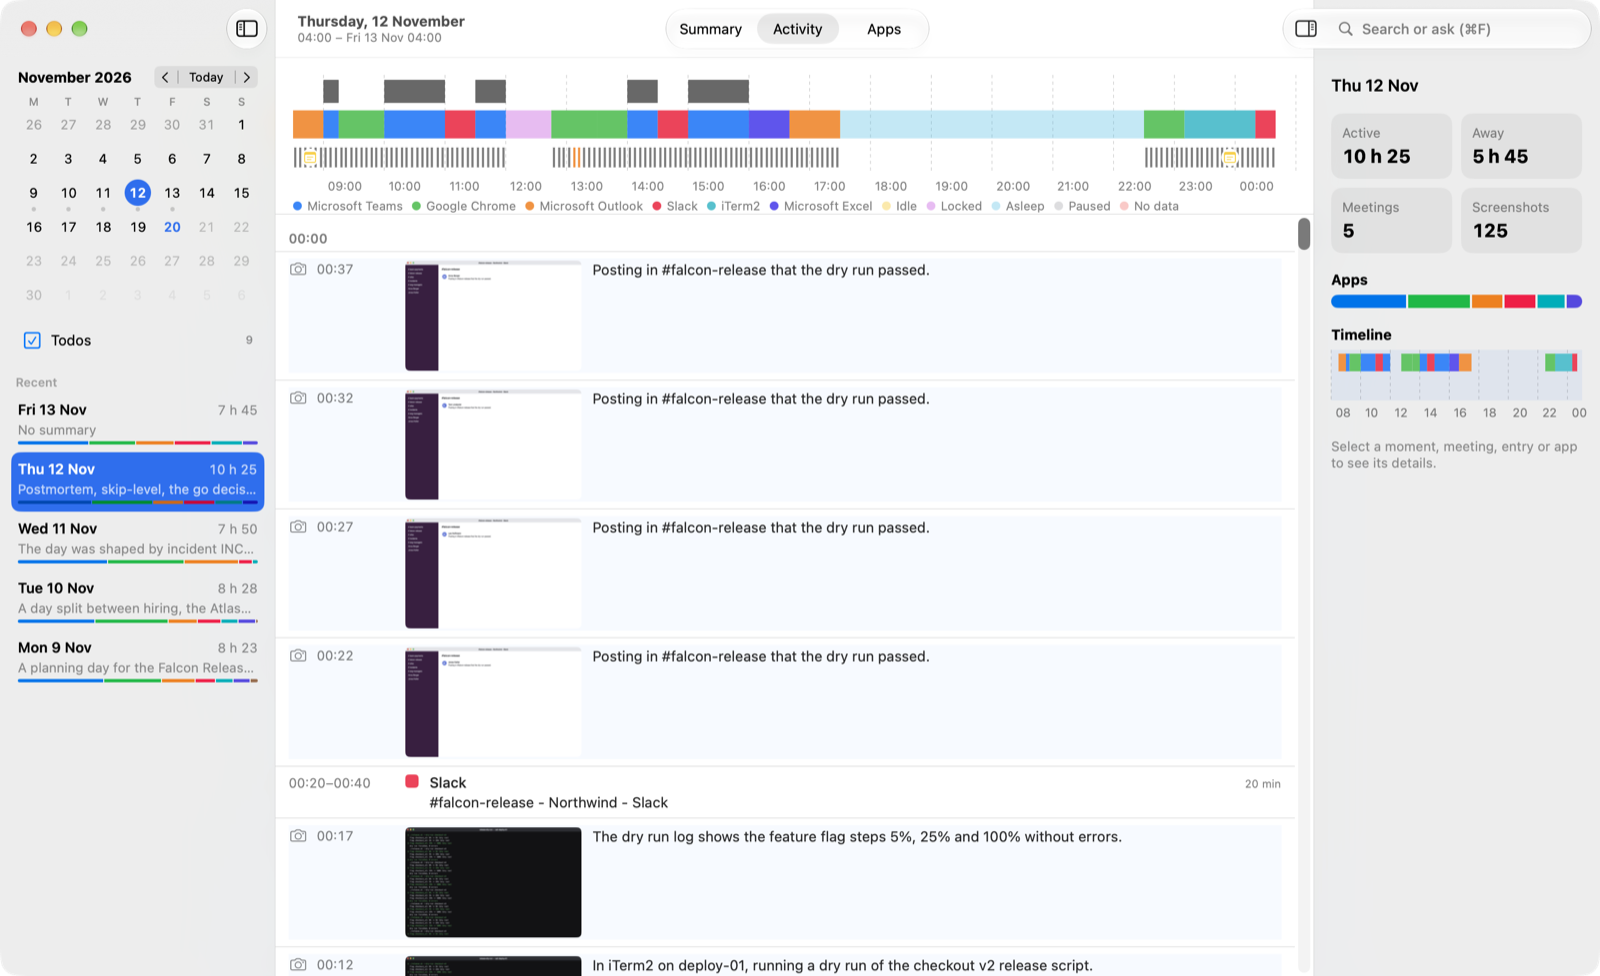 November 2026
Today
M T W T F S S
26 27 28 29 30 31 1
2 3 4 5 6 7 8
9 10 11 12 13 14 15
16 17 18 19 20 21 22
23 24 25 26 27 28 29
30 1 2 3 4 5 6
Todos 9
Recent
Fri 13 Nov 7 h 45
No summary
Thu 12 Nov 10 h 25
Postmortem, skip-level, the go decis...
Wed 11 Nov 7 h 50
The day was shaped by incident INC...
Tue 10 Nov 8 h 28
A day split between hiring, the Atlas...
Mon 9 Nov 8 h 23
A planning day for the Falcon Releas...
Thursday, 12 November
04:00 – Fri 13 Nov 04:00
Summary Activity Apps
09:00 10:00 11:00 12:00 13:00 14:00 15:00 16:00 17:00 18:00 19:00 20:00 21:00 22:00 23:00 00:00
Microsoft Teams Google Chrome Microsoft Outlook Slack iTerm2 Microsoft Excel Idle Locked Asleep Paused No data
00:00
00:37 Posting in #falcon-release that the dry run passed.
00:32 Posting in #falcon-release that the dry run passed.
00:27 Posting in #falcon-release that the dry run passed.
00:22 Posting in #falcon-release that the dry run passed.
00:20–00:40 Slack 20 min
#falcon-release - Northwind - Slack
00:17 The dry run log shows the feature flag steps 5%, 25% and 100% without errors.
00:12 In iTerm2 on deploy-01, running a dry run of the checkout v2 release script.
Search or ask (⌘F)
Thu 12 Nov
Active Away
10 h 25 5 h 45
Meetings Screenshots
5 125
Apps
Timeline
08 10 12 14 16 18 20 22 00
Select a moment, meeting, entry or app
to see its details.